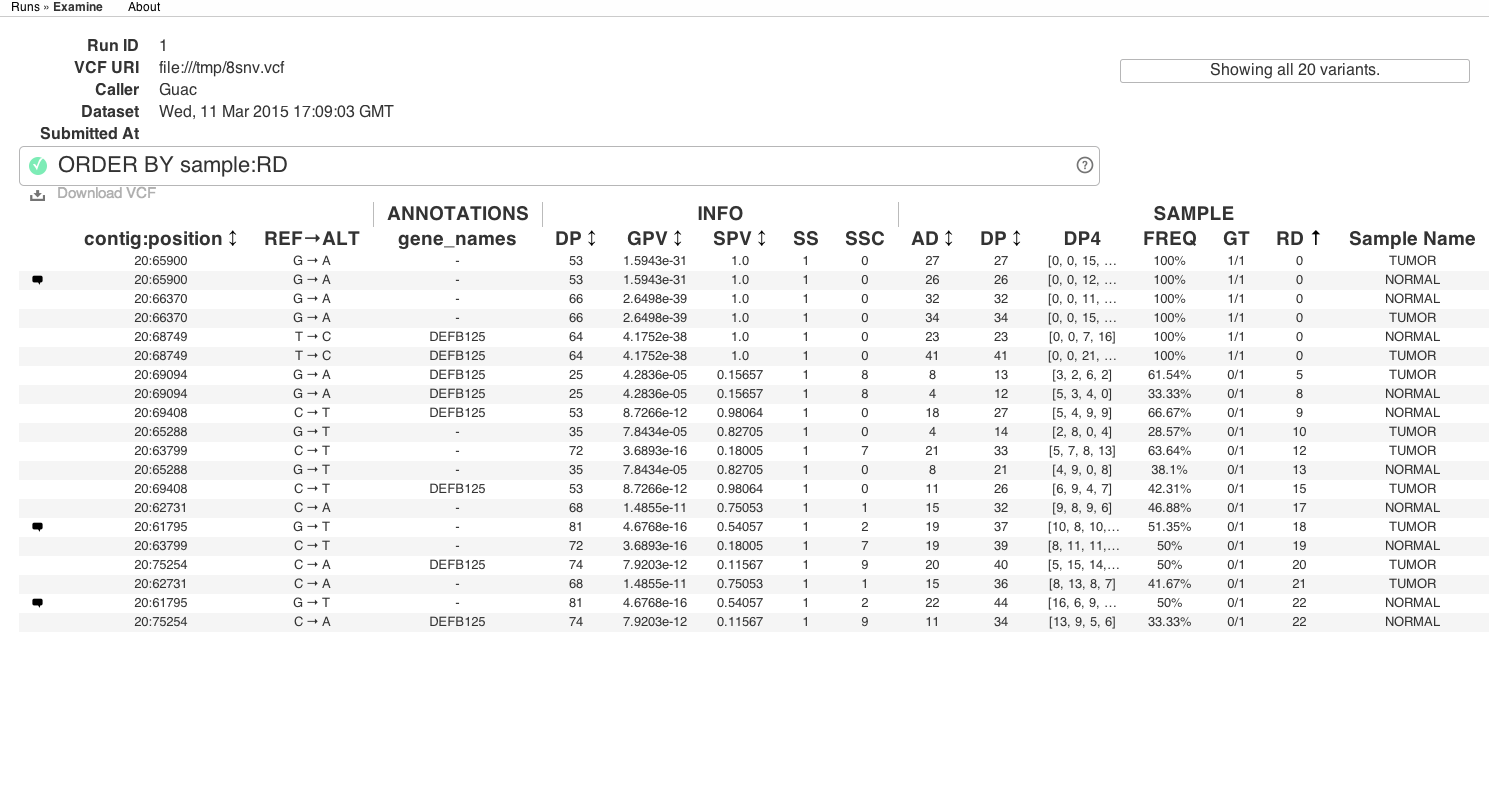 Runs » Examine About
Run ID 1
VCF URI file:///tmp/8snv.vcf
Showing all 20 variants.
Caller Guac
Dataset Wed, 11 Mar 2015 17:09:03 GMT
Submitted At
ORDER BY sample:RD ?
Download VCF
ANNOTATIONS INFO SAMPLE
contig:position ↕ REF→ALT gene_names DP ↕ GPV ↕ SPV ↕ SS SSC AD ↕ DP ↕ DP4 FREQ GT RD ↑ Sample Name
20:65900 G → A - 53 1.5943e-31 1.0 1 0 27 27 [0, 0, 15, … 100% 1/1 0 TUMOR
20:65900 G → A - 53 1.5943e-31 1.0 1 0 26 26 [0, 0, 12, … 100% 1/1 0 NORMAL
20:66370 G → A - 66 2.6498e-39 1.0 1 0 32 32 [0, 0, 11, … 100% 1/1 0 NORMAL
20:66370 G → A - 66 2.6498e-39 1.0 1 0 34 34 [0, 0, 15, … 100% 1/1 0 TUMOR
20:68749 T → C DEFB125 64 4.1752e-38 1.0 1 0 23 23 [0, 0, 7, 16] 100% 1/1 0 NORMAL
20:68749 T → C DEFB125 64 4.1752e-38 1.0 1 0 41 41 [0, 0, 21, … 100% 1/1 0 TUMOR
20:69094 G → A DEFB125 25 4.2836e-05 0.15657 1 8 8 13 [3, 2, 6, 2] 61.54% 0/1 5 TUMOR
20:69094 G → A DEFB125 25 4.2836e-05 0.15657 1 8 4 12 [5, 3, 4, 0] 33.33% 0/1 8 NORMAL
20:69408 C → T DEFB125 53 8.7266e-12 0.98064 1 0 18 27 [5, 4, 9, 9] 66.67% 0/1 9 NORMAL
20:65288 G → T - 35 7.8434e-05 0.82705 1 0 4 14 [2, 8, 0, 4] 28.57% 0/1 10 TUMOR
20:63799 C → T - 72 3.6893e-16 0.18005 1 7 21 33 [5, 7, 8, 13] 63.64% 0/1 12 TUMOR
20:65288 G → T - 35 7.8434e-05 0.82705 1 0 8 21 [4, 9, 0, 8] 38.1% 0/1 13 NORMAL
20:69408 C → T DEFB125 53 8.7266e-12 0.98064 1 0 11 26 [6, 9, 4, 7] 42.31% 0/1 15 TUMOR
20:62731 C → A - 68 1.4855e-11 0.75053 1 1 15 32 [9, 8, 9, 6] 46.88% 0/1 17 NORMAL
20:61795 G → T - 81 4.6768e-16 0.54057 1 2 19 37 [10, 8, 10,… 51.35% 0/1 18 TUMOR
20:63799 C → T - 72 3.6893e-16 0.18005 1 7 19 39 [8, 11, 11,… 50% 0/1 19 NORMAL
20:75254 C → A DEFB125 74 7.9203e-12 0.11567 1 9 20 40 [5, 15, 14,… 50% 0/1 20 TUMOR
20:62731 C → A - 68 1.4855e-11 0.75053 1 1 15 36 [8, 13, 8, 7] 41.67% 0/1 21 TUMOR
20:61795 G → T - 81 4.6768e-16 0.54057 1 2 22 44 [16, 6, 9, … 50% 0/1 22 NORMAL
20:75254 C → A DEFB125 74 7.9203e-12 0.11567 1 9 11 34 [13, 9, 5, 6] 33.33% 0/1 22 NORMAL